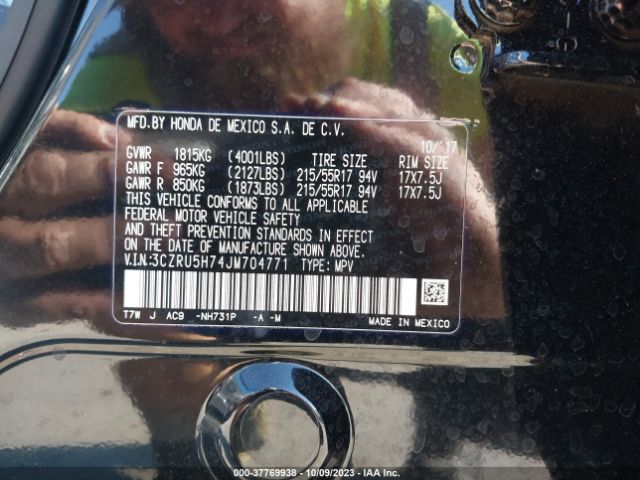 MFD.BY HONDA DE MEXICO S.A. DE C.V.
10/'17
GVWR 1815KG (4001LBS) TIRE SIZE RIM SIZE
GAWR F 965KG (2127LBS) 215/55R17 94V 17X7.5J
GAWR R 850KG (1873LBS) 215/55R17 94V 17X7.5J
THIS VEHICLE CONFORMS TO ALL APPLICABLE
FEDERAL MOTOR VEHICLE SAFETY
AND THEFT PREVENTION STANDARDS IN EFFECT ON
THE DATE OF MANUFACTURE SHOWN ABOVE.
V.I.N.:3CZRU5H74JM704771 TYPE: MPV
T7W J AC9 -NH731P -A -M MADE IN MEXICO
000-37769938 - 10/09/2023 - IAA Inc.